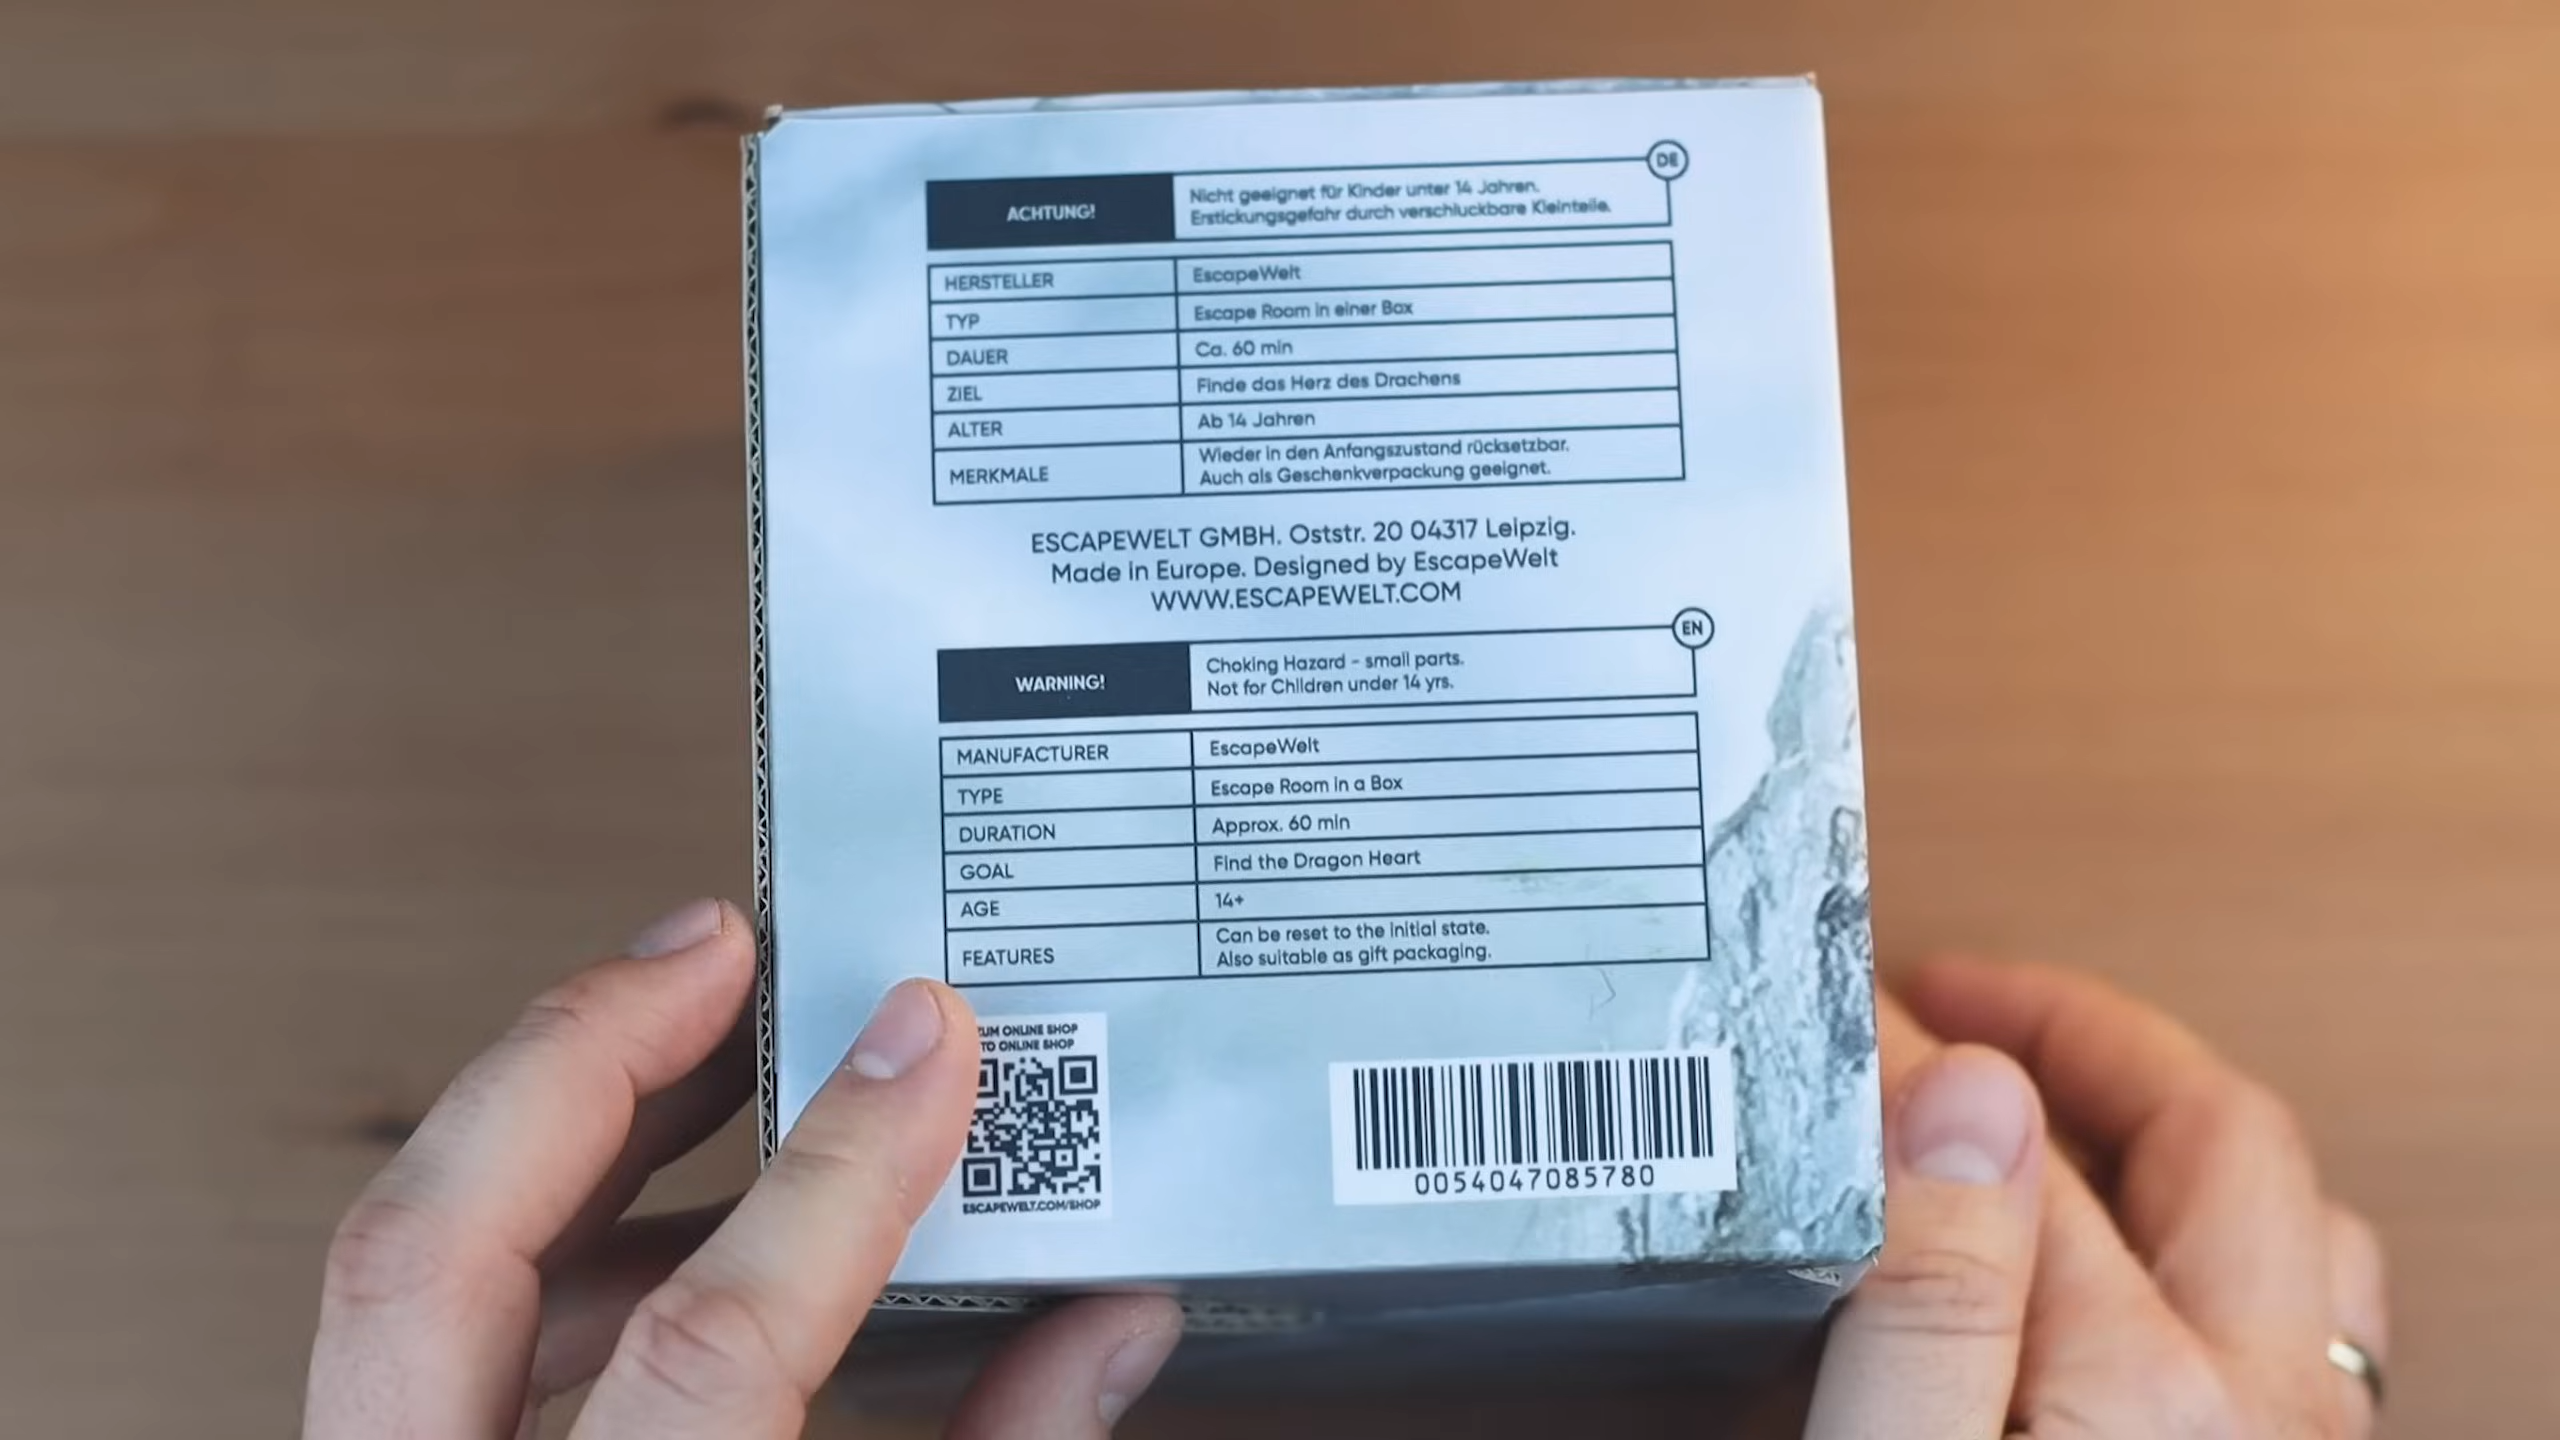 DE
ACHTUNG!
Nicht geeignet für Kinder unter 14 Jahren.
Erstickungsgefahr durch verschluckbare Kleinteile.
HERSTELLER EscapeWelt
TYP Escape Room in einer Box
DAUER Ca. 60 min
ZIEL Finde das Herz des Drachens
ALTER Ab 14 Jahren
MERKMALE
Wieder in den Anfangszustand rücksetzbar.
Auch als Geschenkverpackung geeignet.
ESCAPEWELT GMBH. Oststr. 20 04317 Leipzig.
Made in Europe. Designed by EscapeWelt
WWW.ESCAPEWELT.COM
EN
WARNING!
Choking Hazard - small parts.
Not for Children under 14 yrs.
MANUFACTURER EscapeWelt
TYPE Escape Room in a Box
DURATION Approx. 60 min
GOAL Find the Dragon Heart
AGE 14+
FEATURES
Can be reset to the initial state.
Also suitable as gift packaging.
ZUM ONLINE SHOP
TO ONLINE SHOP
ESCAPEWELT.COM/SHOP
0054047085780